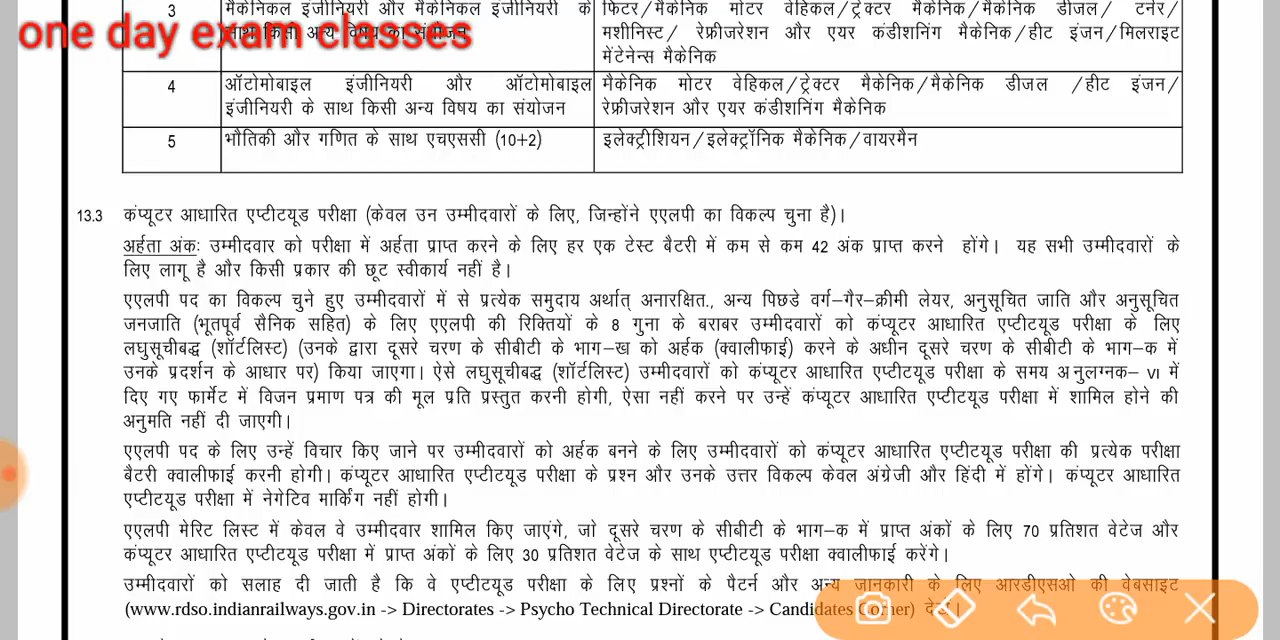 one day exam classes
3 मैकेनिकल इंजीनियरी और मैकेनिकल इंजीनियरी के फिटर/मैकेनिक मोटर वेहिकल/ट्रेक्टर मैकेनिक/मैकेनिक डीजल/ टर्नर/
साथ किसी अन्य विषय का संयोजन मशीनिस्ट/ रेफ्रीजरेशन और एयर कंडीशनिंग मैकेनिक/हीट इंजन/मिलराइट
मेंटेनेन्स मैकेनिक
4 ऑटोमोबाइल इंजीनियरी और ऑटोमोबाइल मैकेनिक मोटर वेहिकल/ट्रेक्टर मैकेनिक/मैकेनिक डीजल /हीट इंजन/
इंजीनियरी के साथ किसी अन्य विषय का संयोजन रेफ्रीजरेशन और एयर कंडीशनिंग मैकेनिक
5 भौतिकी और गणित के साथ एचएससी (10+2) इलेक्ट्रीशियन/इलेक्ट्रॉनिक मैकेनिक/वायरमैन
13.3 कंप्यूटर आधारित एप्टीटयूड परीक्षा (केवल उन उम्मीदवारों के लिए, जिन्होंने एएलपी का विकल्प चुना है)।
अर्हता अंक: उम्मीदवार को परीक्षा में अर्हता प्राप्त करने के लिए हर एक टेस्ट बैटरी में कम से कम 42 अंक प्राप्त करने होंगे। यह सभी उम्मीदवारों के
लिए लागू है और किसी प्रकार की छूट स्वीकार्य नहीं है।
एएलपी पद का विकल्प चुने हुए उम्मीदवारों में से प्रत्येक समुदाय अर्थात् अनारक्षित., अन्य पिछडे वर्ग-गैर-क्रीमी लेयर, अनुसूचित जाति और अनुसूचित
जनजाति (भूतपूर्व सैनिक सहित) के लिए एएलपी की रिक्तियों के 8 गुना के बराबर उम्मीदवारों को कंप्यूटर आधारित एप्टीटयूड परीक्षा के लिए
लघुसूचीबद्ध (शॉर्टलिस्ट) (उनके द्वारा दूसरे चरण के सीबीटी के भाग-ख को अर्हक (क्वालीफाई) करने के अधीन दूसरे चरण के सीबीटी के भाग-क में
उनके प्रदर्शन के आधार पर) किया जाएगा। ऐसे लघुसूचीबद्ध (शॉर्टलिस्ट) उम्मीदवारों को कंप्यूटर आधारित एप्टीटयूड परीक्षा के समय अनुलग्नक- VI में
दिए गए फार्मेट में विजन प्रमाण पत्र की मूल प्रति प्रस्तुत करनी होगी, ऐसा नहीं करने पर उन्हें कंप्यूटर आधारित एप्टीटयूड परीक्षा में शामिल होने की
अनुमति नहीं दी जाएगी।
एएलपी पद के लिए उन्हें विचार किए जाने पर उम्मीदवारों को अर्हक बनने के लिए उम्मीदवारों को कंप्यूटर आधारित एप्टीटयूड परीक्षा की प्रत्येक परीक्षा
बैटरी क्वालीफाई करनी होगी। कंप्यूटर आधारित एप्टीटयूड परीक्षा के प्रश्न और उनके उत्तर विकल्प केवल अंग्रेजी और हिंदी में होंगे। कंप्यूटर आधारित
एप्टीटयूड परीक्षा में नेगेटिव मार्किंग नहीं होगी।
एएलपी मेरिट लिस्ट में केवल वे उम्मीदवार शामिल किए जाएंगे, जो दूसरे चरण के सीबीटी के भाग-क में प्राप्त अंकों के लिए 70 प्रतिशत वेटेज और
कंप्यूटर आधारित एप्टीटयूड परीक्षा में प्राप्त अंकों के लिए 30 प्रतिशत वेटेज के साथ एप्टीटयूड परीक्षा क्वालीफाई करेंगे।
उम्मीदवारों को सलाह दी जाती है कि वे एप्टीटयूड परीक्षा के लिए प्रश्नों के पैटर्न और अन्य जानकारी के लिए आरडीएसओ की वेबसाइट
(www.rdso.indianrailways.gov.in -> Directorates -> Psycho Technical Directorate -> Candidates Corner) देखें।